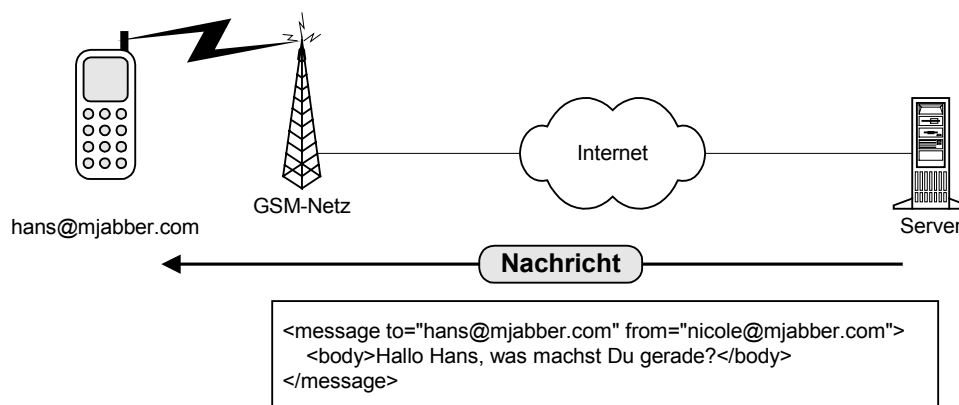 Internet
GSM-Netz
hans@mjabber.com
Server
Nachricht
<message to="hans@mjabber.com" from="nicole@mjabber.com">
<body>Hallo Hans, was machst Du gerade?</body>
</message>